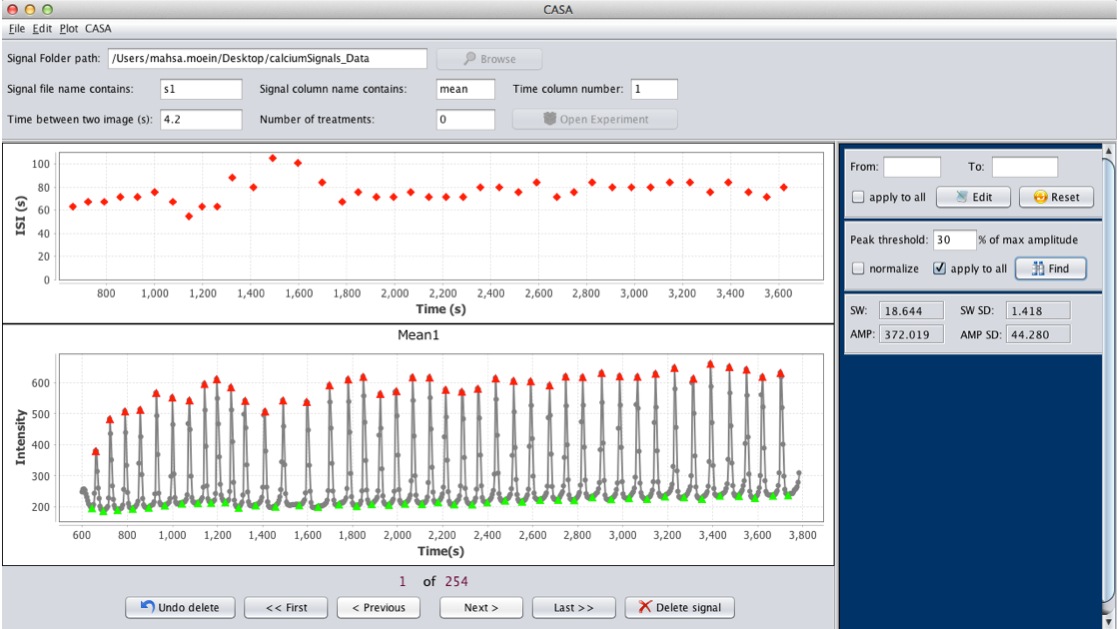 CASA
File Edit Plot CASA
Signal Folder path: /Users/mahsa.moein/Desktop/calciumSignals_Data Browse
Signal file name contains: s1 Signal column name contains: mean Time column number: 1
Time between two image (s): 4.2 Number of treatments: 0 Open Experiment
ISI (s)
100
80
60
40
20
0
800 1,000 1,200 1,400 1,600 1,800 2,000 2,200 2,400 2,600 2,800 3,000 3,200 3,400 3,600
Time (s)
Mean1
Intensity
600
500
400
300
200
600 800 1,000 1,200 1,400 1,600 1,800 2,000 2,200 2,400 2,600 2,800 3,000 3,200 3,400 3,600 3,800
Time(s)
1 of 254
Undo delete << First < Previous Next > Last >> Delete signal
From: To:
apply to all Edit Reset
Peak threshold: 30 % of max amplitude
normalize apply to all Find
SW: 18.644 SW SD: 1.418
AMP: 372.019 AMP SD: 44.280